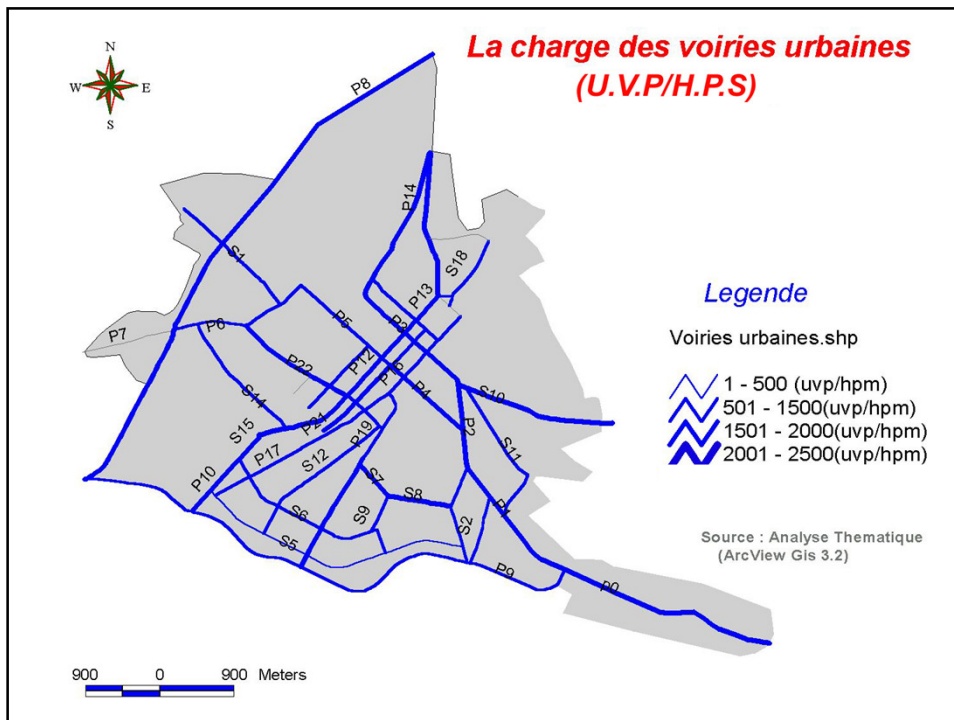 La charge des voiries urbaines
(U.V.P/H.P.S)
N
W
E
S
P8
P14
S18
S1
P13
P7
P6
P5
P3
P12
P22
P4
S10
S14
P21
P2
S15
P19
S11
P17
S12
P10
S7
S8
P1
S6
S9
S2
S5
P9
P0
Legende
Voiries urbaines.shp
1 - 500 (uvp/hpm)
501 - 1500(uvp/hpm)
1501 - 2000(uvp/hpm)
2001 - 2500(uvp/hpm)
Source : Analyse Thematique
(ArcView Gis 3.2)
900 0 900 Meters